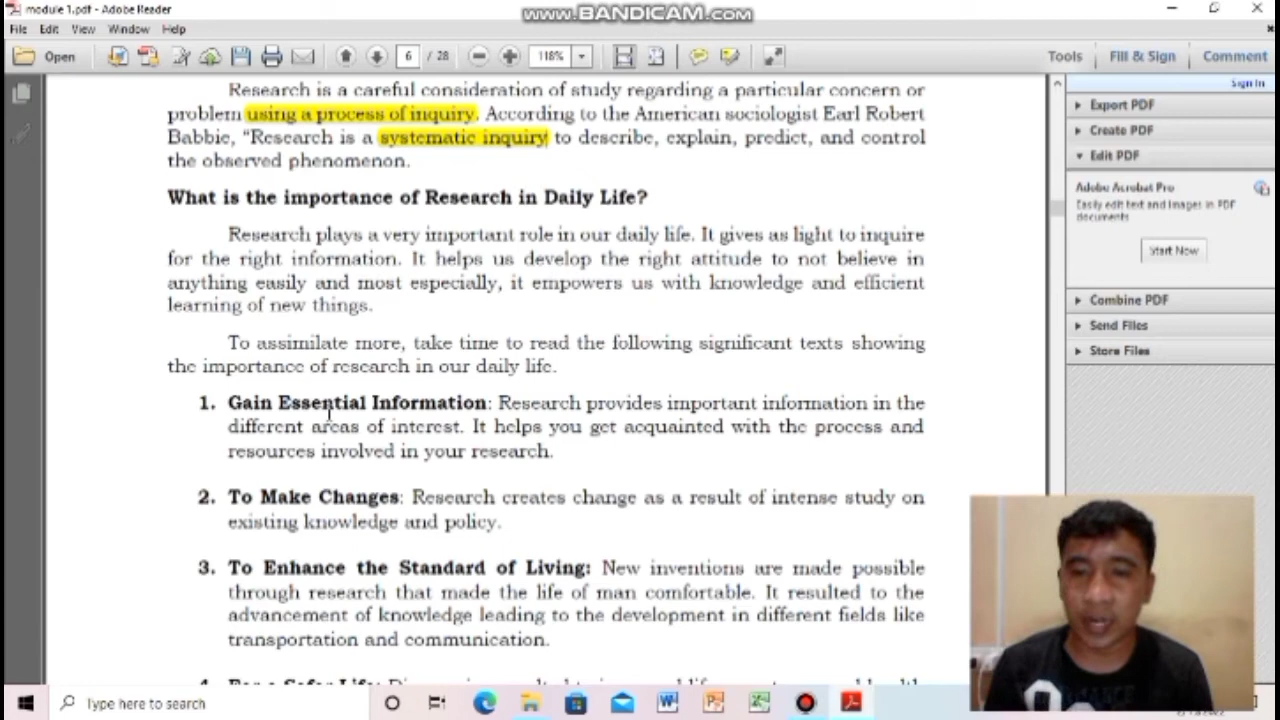 module 1.pdf - Adobe Reader
www.BANDICAM.com
File Edit View Window Help
Open
6 / 28
118%
Tools Fill & Sign Comment
Sign In
Export PDF
Create PDF
Edit PDF
Adobe Acrobat Pro
Easily edit text and images in PDF
documents
Start Now
Combine PDF
Send Files
Store Files
Research is a careful consideration of study regarding a particular concern or
problem using a process of inquiry. According to the American sociologist Earl Robert
Babbie, “Research is a systematic inquiry to describe, explain, predict, and control
the observed phenomenon.
What is the importance of Research in Daily Life?
Research plays a very important role in our daily life. It gives as light to inquire
for the right information. It helps us develop the right attitude to not believe in
anything easily and most especially, it empowers us with knowledge and efficient
learning of new things.
To assimilate more, take time to read the following significant texts showing
the importance of research in our daily life.
1. Gain Essential Information: Research provides important information in the
different areas of interest. It helps you get acquainted with the process and
resources involved in your research.
2. To Make Changes: Research creates change as a result of intense study on
existing knowledge and policy.
3. To Enhance the Standard of Living: New inventions are made possible
through research that made the life of man comfortable. It resulted to the
advancement of knowledge leading to the development in different fields like
transportation and communication.
Type here to search